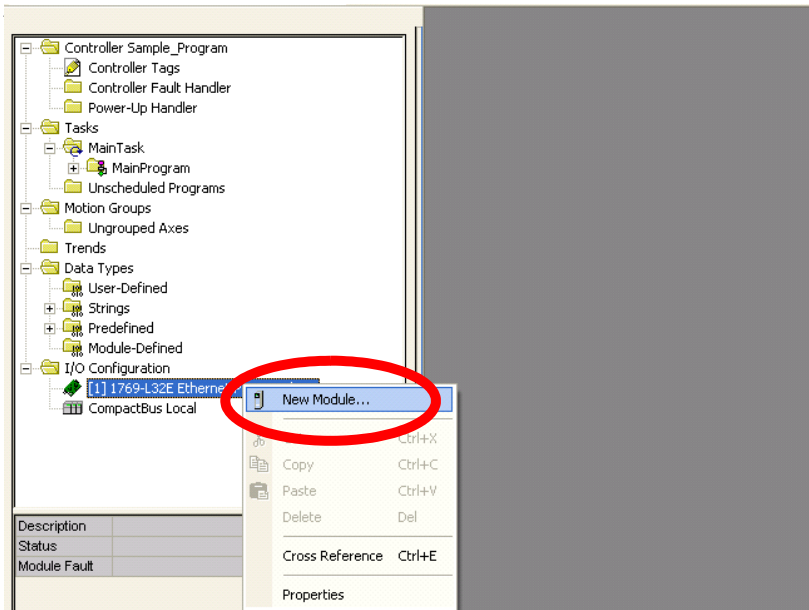 Controller Sample_Program
Controller Tags
Controller Fault Handler
Power-Up Handler
Tasks
MainTask
MainProgram
Unscheduled Programs
Motion Groups
Ungrouped Axes
Trends
Data Types
User-Defined
Strings
Predefined
Module-Defined
I/O Configuration
[1] 1769-L32E Ethernet
CompactBus Local
New Module...
Ctrl+X
Copy Ctrl+C
Paste Ctrl+V
Delete Del
Cross Reference Ctrl+E
Properties
Description
Status
Module Fault